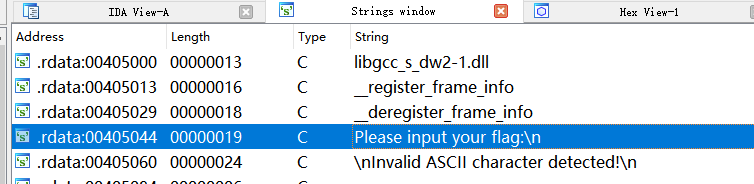 IDA View-A Strings window Hex View-1
Address Length Type String
.rdata:00405000 00000013 C libgcc_s_dw2-1.dll
.rdata:00405013 00000016 C __register_frame_info
.rdata:00405029 00000018 C __deregister_frame_info
.rdata:00405044 00000019 C Please input your flag:\n
.rdata:00405060 00000024 C \nInvalid ASCII character detected!\n